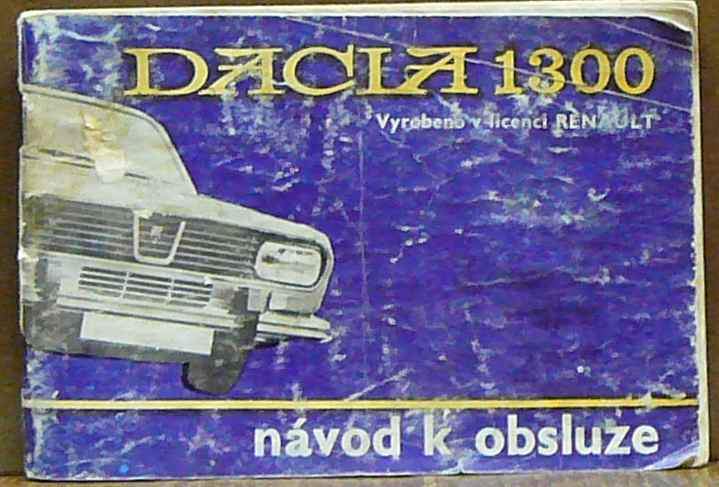 DACIA 1300
Vyrobeno v licenci RENAULT
návod k obsluze